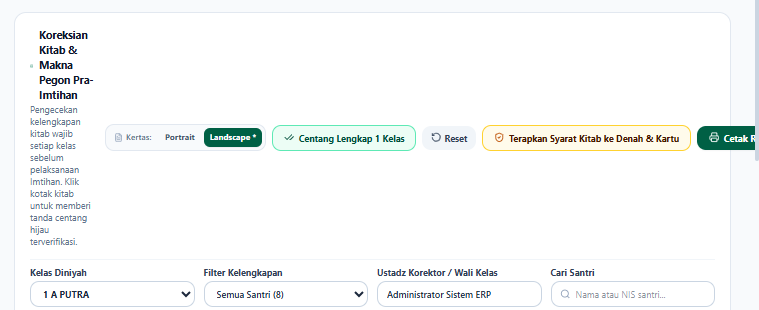 Koreksian
Kitab &
Makna
Pegon Pra-
Imtihan
Pengecekan
kelengkapan
kitab wajib
setiap kelas
sebelum
pelaksanaan
Imtihan. Klik
kotak kitab
untuk memberi
tanda centang
hijau
terverifikasi.
Kertas: Portrait Landscape * Centang Lengkap 1 Kelas Reset Terapkan Syarat Kitab ke Denah & Kartu Cetak
Kelas Diniyah Filter Kelengkapan Ustadz Korektor / Wali Kelas Cari Santri
1 A PUTRA Semua Santri (8) Administrator Sistem ERP Nama atau NIS santri...